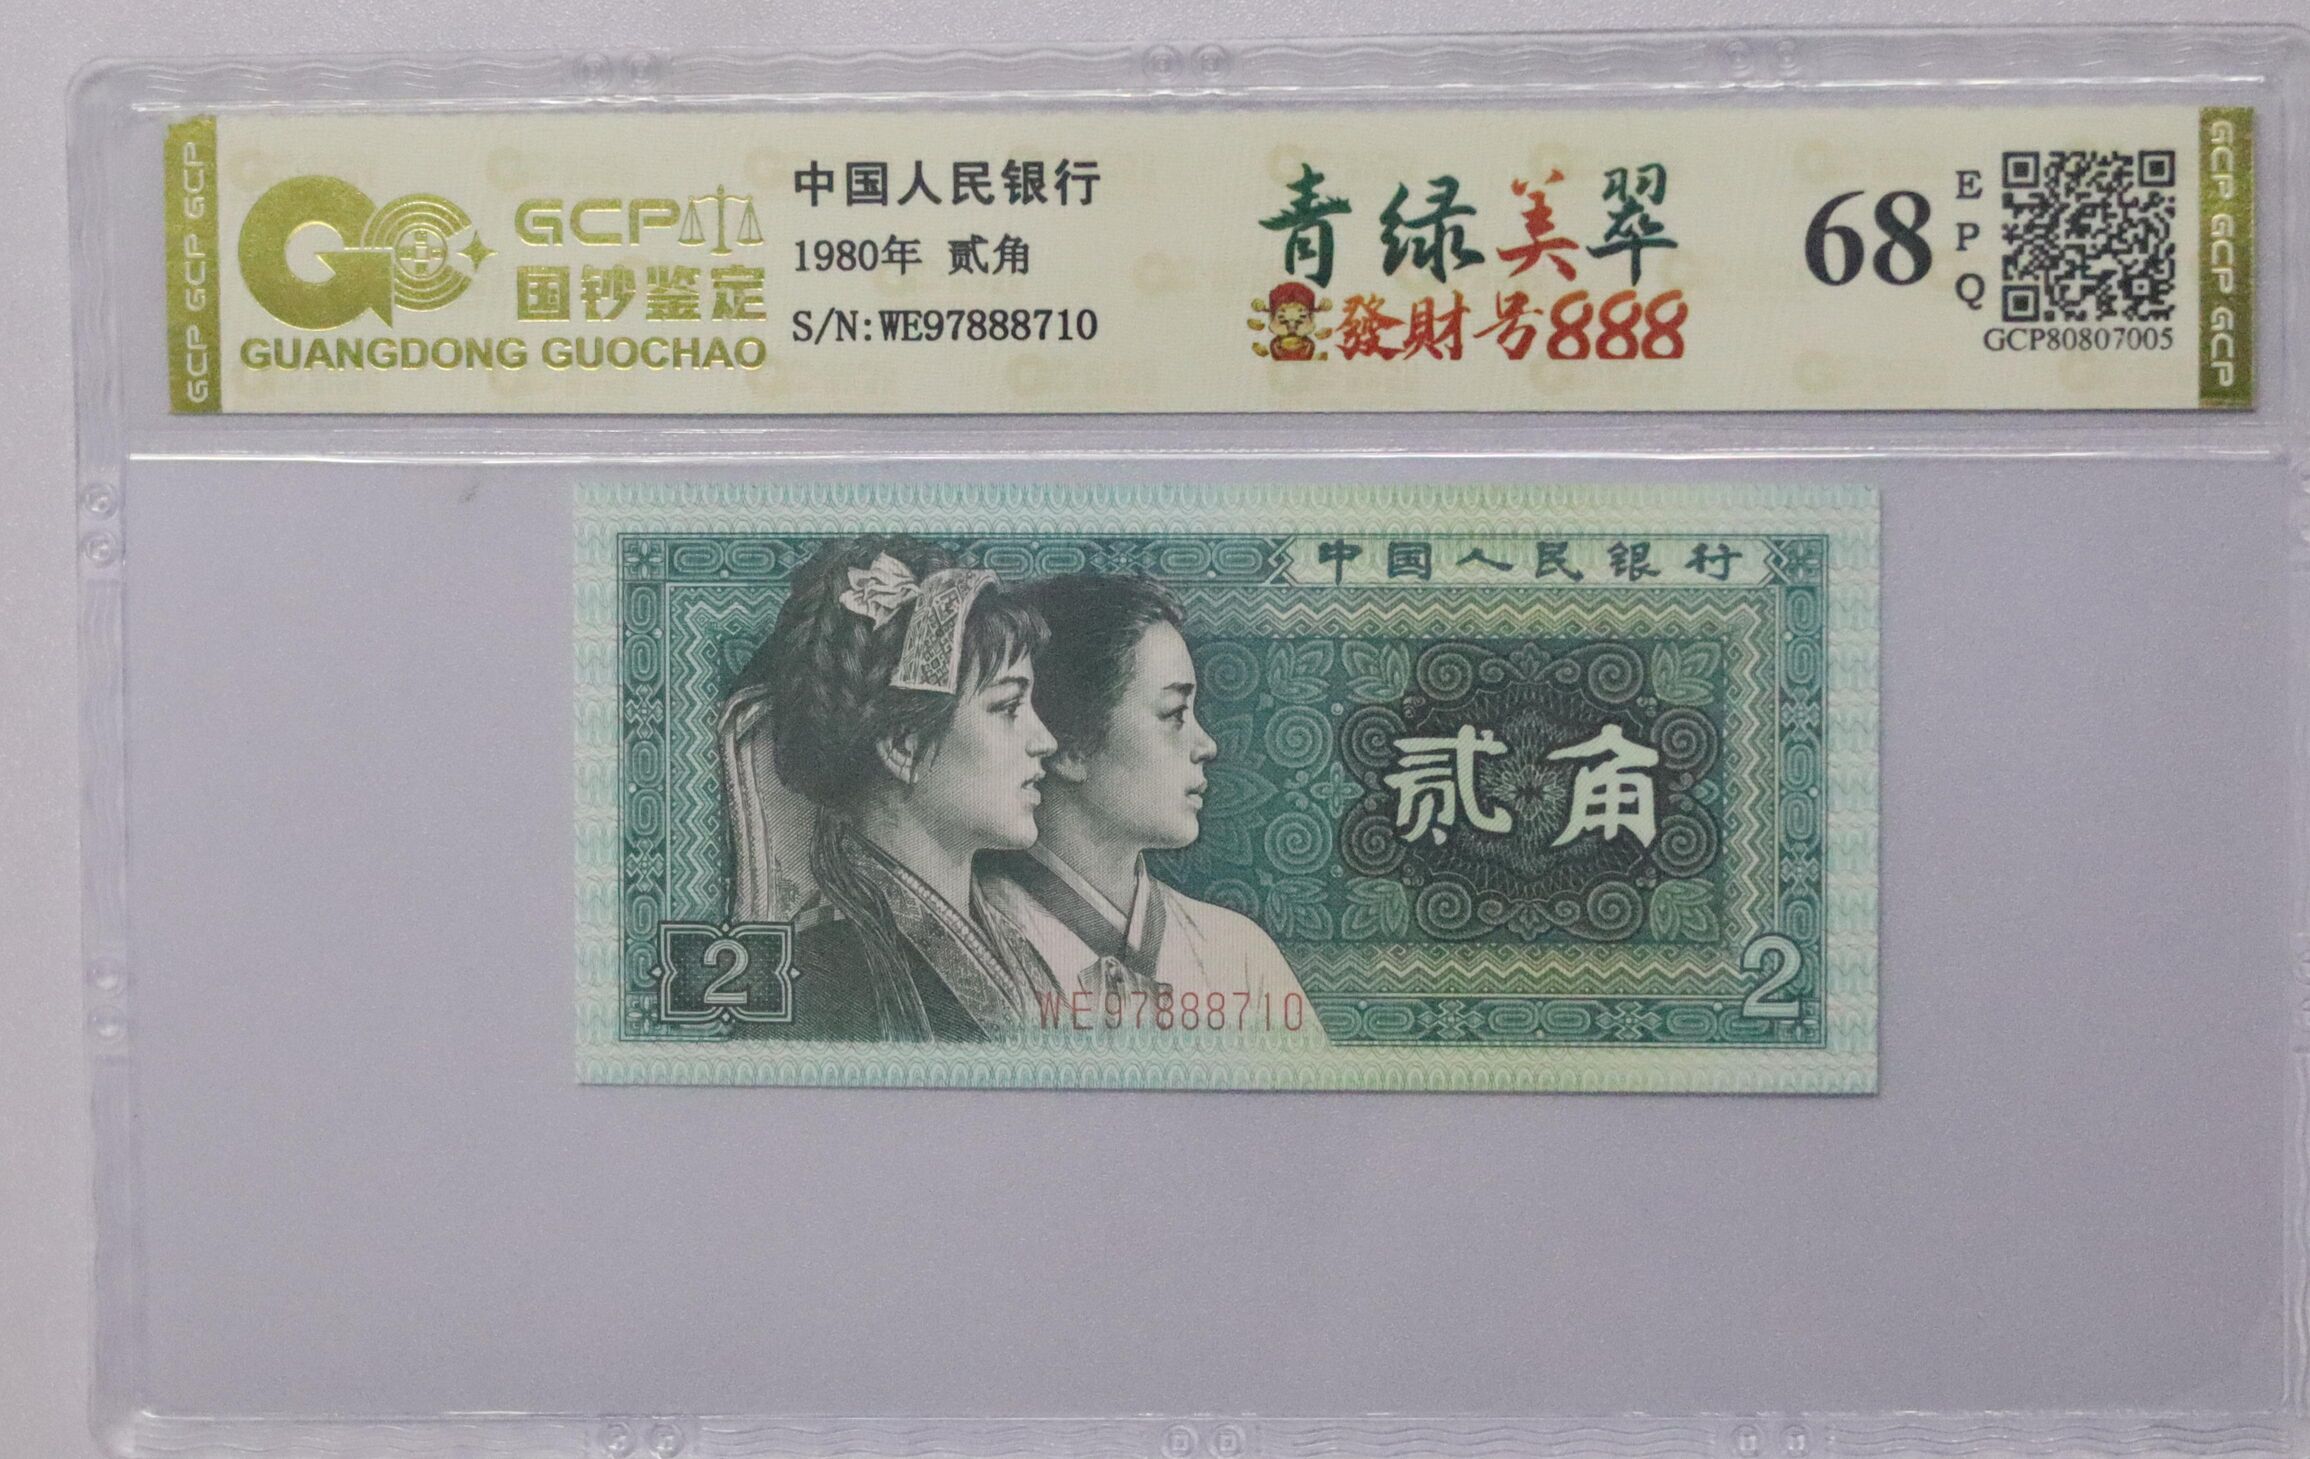 GCP GCP GCP
GCP
国钞鉴定
GUANGDONG GUOCHAO
中国人民银行
1980年 贰角
S/N:WE97888710
青绿美翠
發財号888
68
EPQ
GCP80807005
GCP GCP GCP
中国人民银行
贰角
2
WE97888710
2